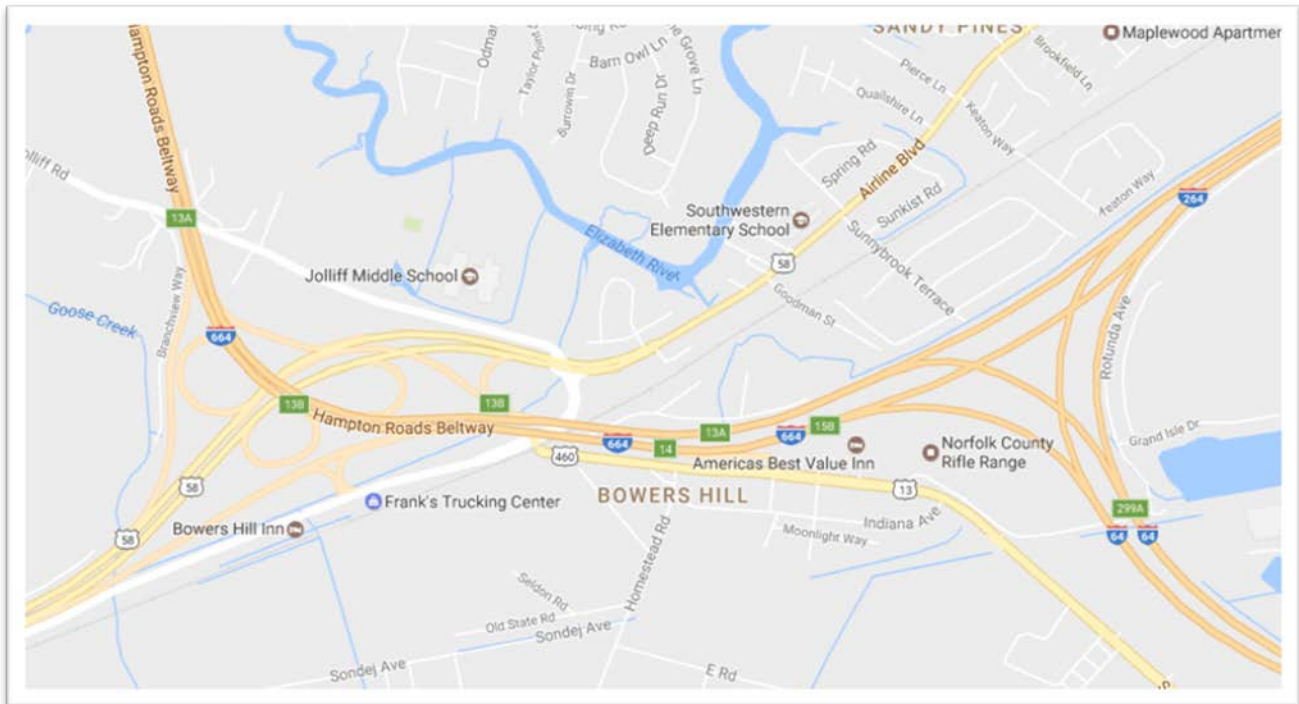 SANDY PINES
Maplewood Apartmer
Hampton Roads Beltway
Odmar
Taylor Point
Barn Owl Ln
Grove Ln
Burrowin Dr
Deep Run Dr
Brookfield Ln
Pierce Ln
Quailshire Ln
Keaton Way
Airline Blvd
Spring Rd
Sunkist Rd
Keaton Way
264
Jolliff Rd
13A
Southwestern
Elementary School
Sunnybrook Terrace
Elizabeth River
58
Jolliff Middle School
Goodman St
Goose Creek
Branchview Way
664
Rotunda Ave
13B
13B
Hampton Roads Beltway
664
13A
664
15B
14
460
Americas Best Value Inn
Norfolk County
Rifle Range
Grand Isle Dr
58
Frank's Trucking Center
BOWERS HILL
13
Indiana Ave
299A
Moonlight Way
Bowers Hill Inn
58
64
64
Homestead Rd
Seldon Rd
Old State Rd
Sondej Ave
Sondej Ave
E Rd